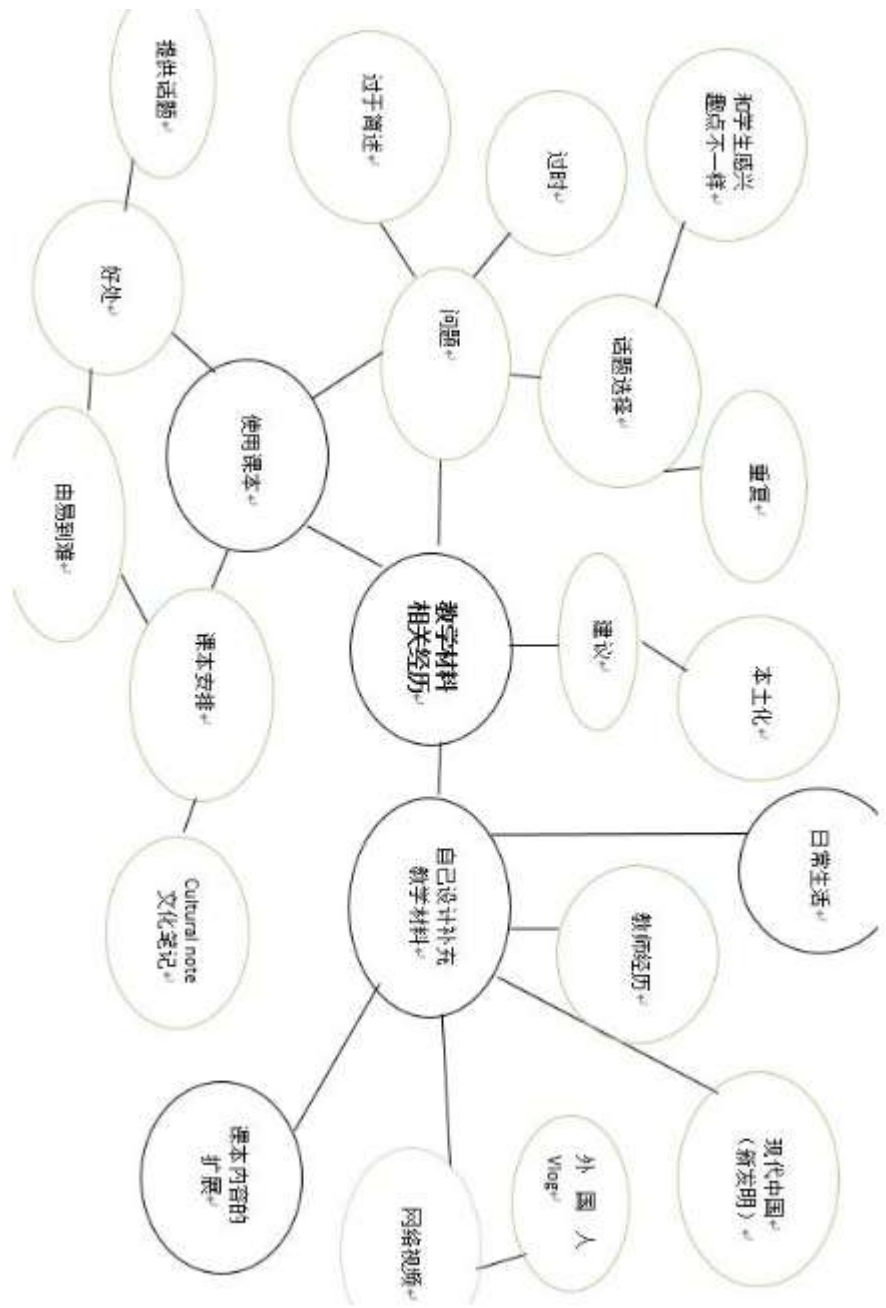 日常生活
和学生感兴
趣点不一样
重复
本土化
现代中国
（新发明）
教师经历
话题选择
建议
外国人
Vlog
过时
问题
教学材料
相关经历
自己设计补充
教学材料
网络视频
过于简述
使用课本
课本内容的
扩展
课本安排
Cultural note
文化笔记
提供话题
好处
由易到难